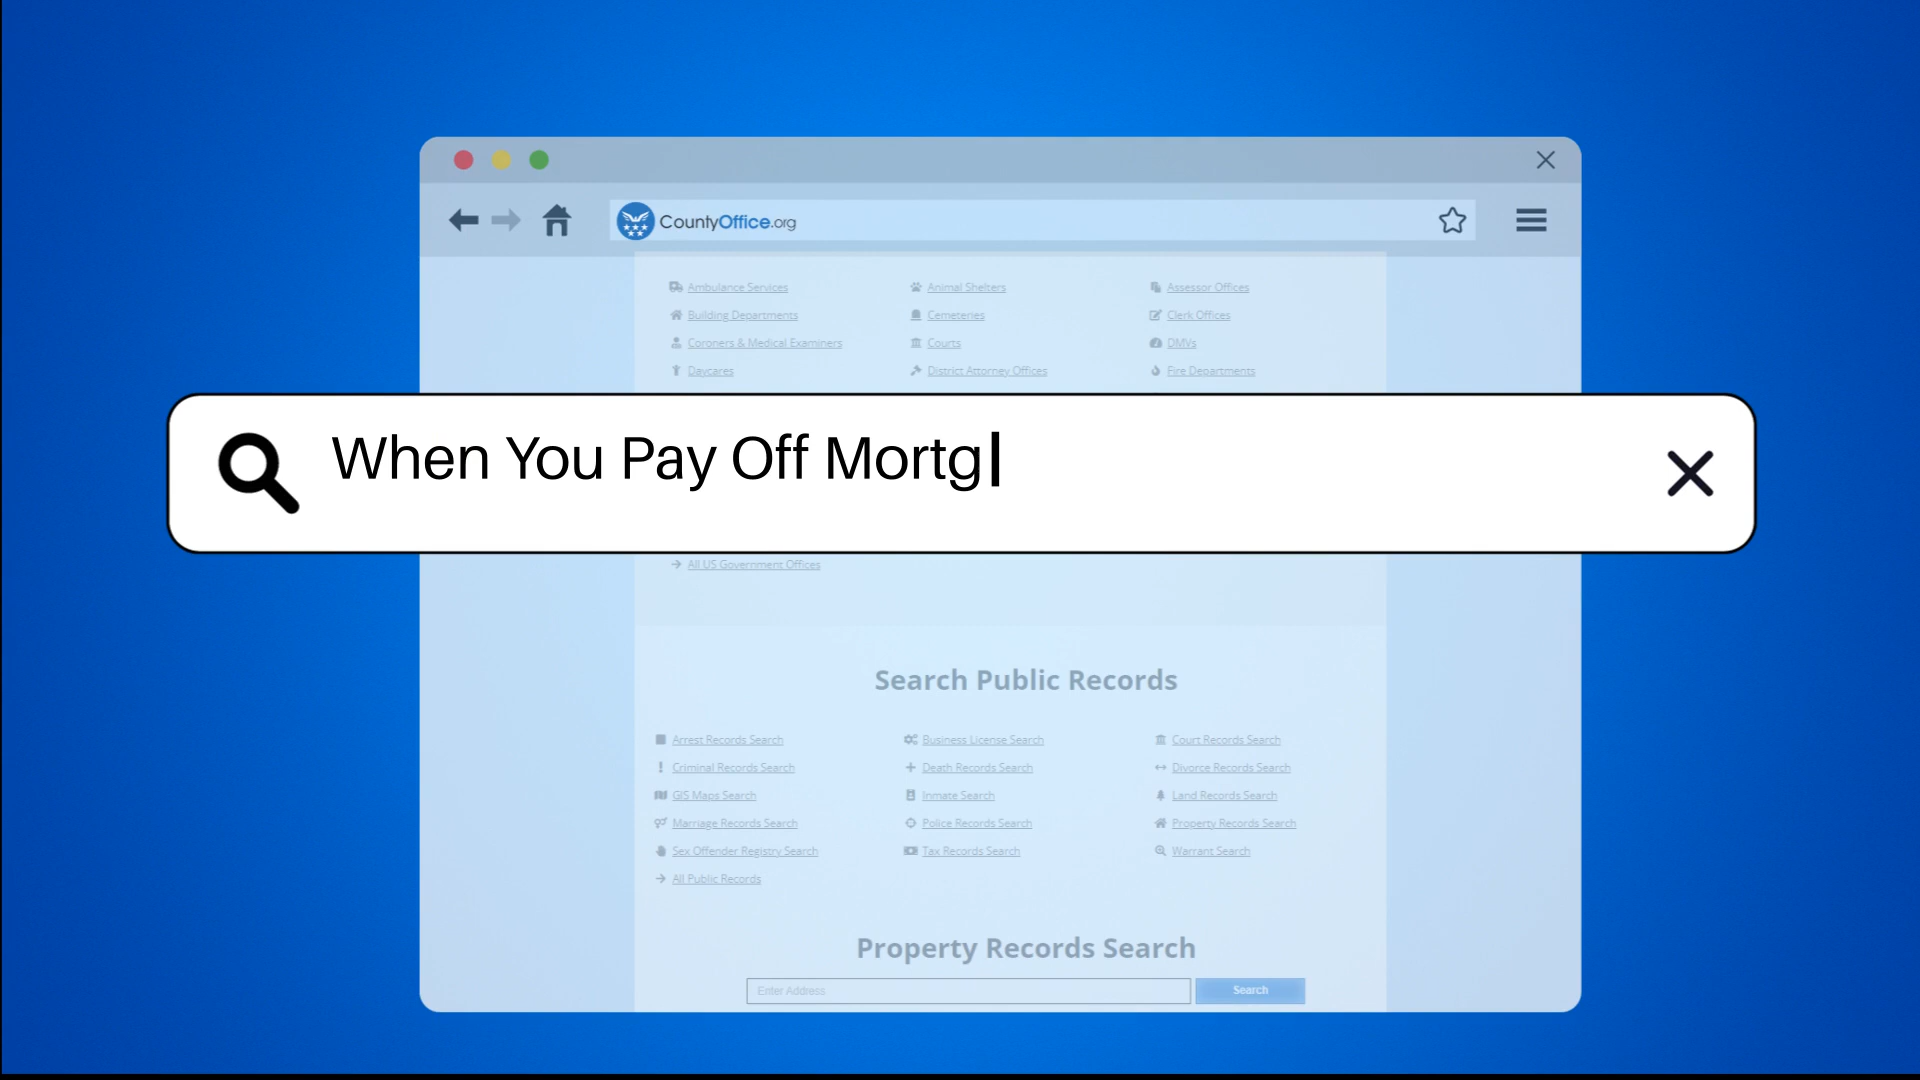 CountyOffice.org
Ambulance Services Animal Shelters Assessor Offices
Building Departments Cemeteries Clerk Offices
Coroners & Medical Examiners Courts DMVs
Daycares District Attorney Offices Fire Departments
When You Pay Off Mortg
All US Government Offices
Search Public Records
Arrest Records Search Business License Search Court Records Search
Criminal Records Search Death Records Search Divorce Records Search
GIS Maps Search Inmate Search Land Records Search
Marriage Records Search Police Records Search Property Records Search
Sex Offender Registry Search Tax Records Search Warrant Search
All Public Records
Property Records Search
Enter Address Search